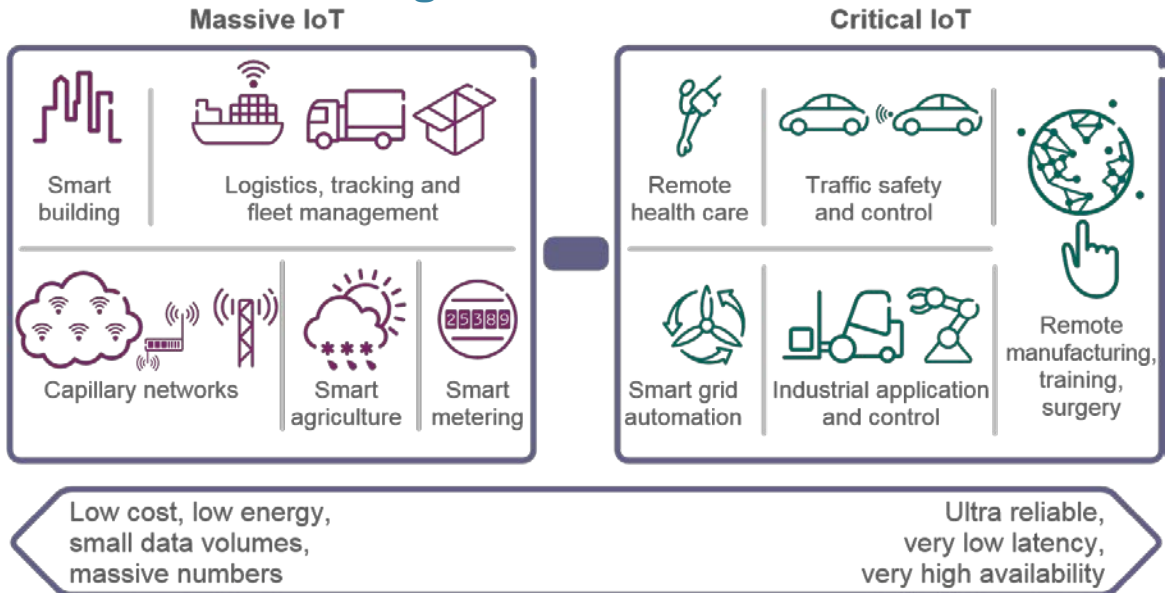 Massive IoT
Smart
building
Logistics, tracking and
fleet management
Capillary networks
25389
Smart
agriculture
Smart
metering
Critical IoT
Remote
health care
Traffic safety
and control
Smart grid
automation
Industrial application
and control
Remote
manufacturing,
training,
surgery
Low cost, low energy,
small data volumes,
massive numbers
Ultra reliable,
very low latency,
very high availability